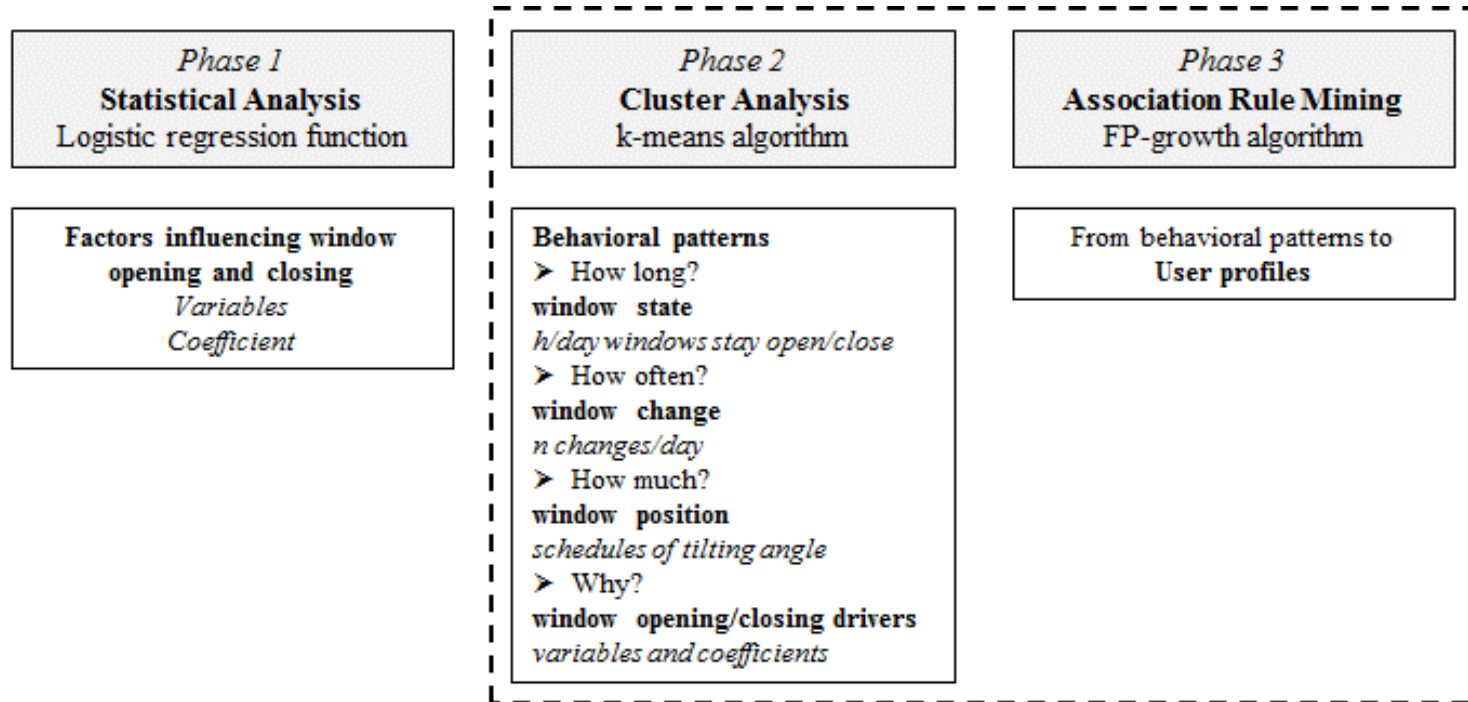 Phase 1
Statistical Analysis
Logistic regression function
Factors influencing window
opening and closing
Variables
Coefficient
Phase 2
Cluster Analysis
k-means algorithm
Behavioral patterns
➤ How long?
window state
h/day windows stay open/close
➤ How often?
window change
n changes/day
➤ How much?
window position
schedules of tilting angle
➤ Why?
window opening/closing drivers
variables and coefficients
Phase 3
Association Rule Mining
FP-growth algorithm
From behavioral patterns to
User profiles